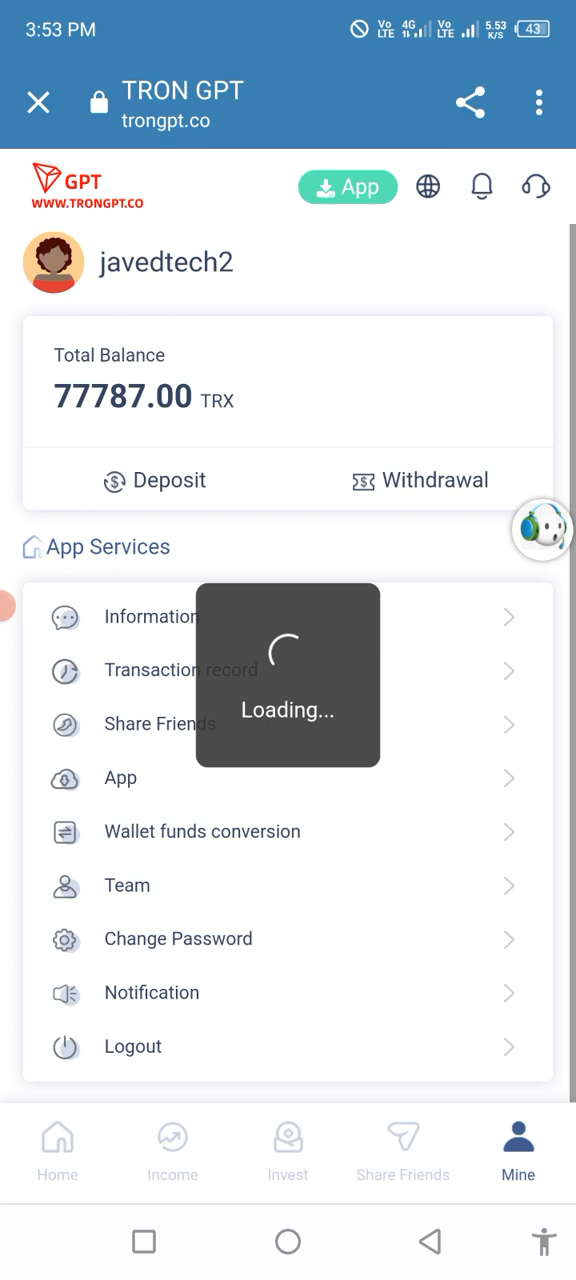 3:53 PM
Vo LTE 4G Vo LTE 5.53 K/S 43
TRON GPT
trongpt.co
GPT
WWW.TRONGPT.CO
App
javedtech2
Total Balance
77787.00 TRX
Deposit
Withdrawal
App Services
Information
Transaction record
Loading...
Share Friends
App
Wallet funds conversion
Team
Change Password
Notification
Logout
Home
Income
Invest
Share Friends
Mine